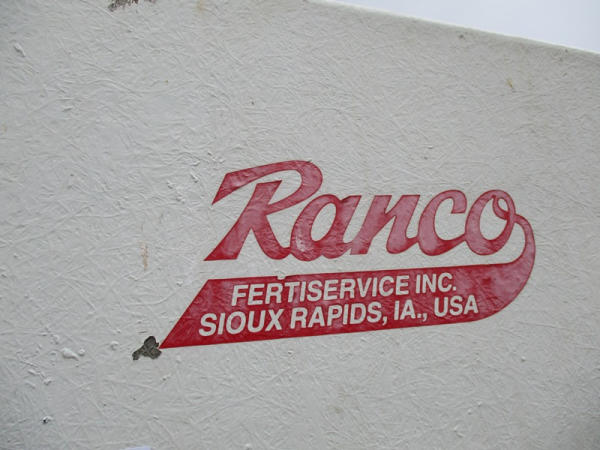 Ranco
FERTISERVICE INC.
SIOUX RAPIDS, IA., USA